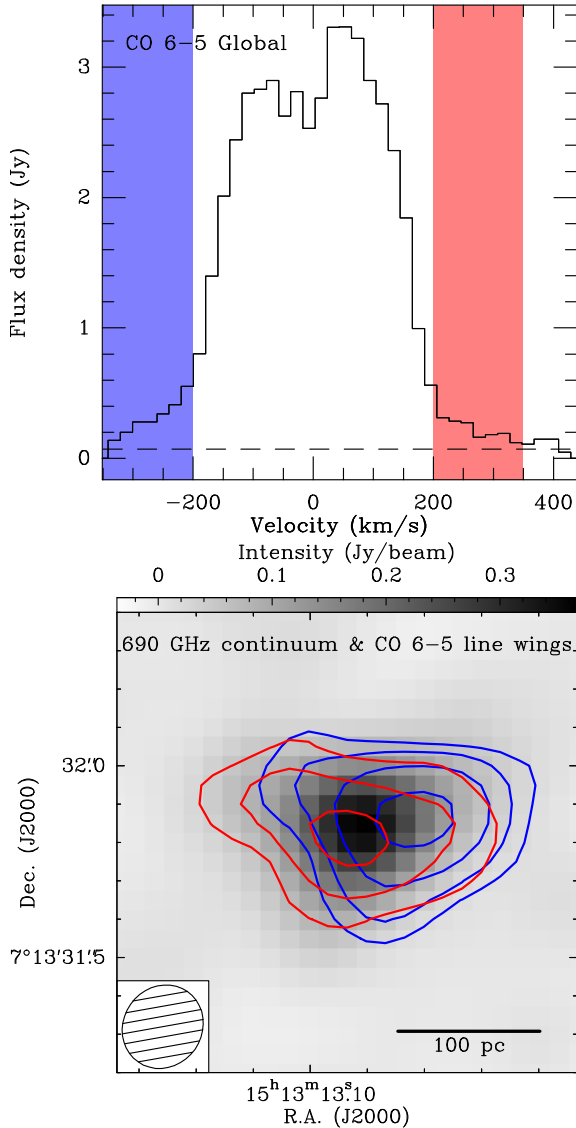 CO 6−5 Global
3
2
1
0
Flux density (Jy)
−200 0 200 400
Velocity (km/s)
Intensity (Jy/beam)
0 0.1 0.2 0.3
690 GHz continuum & CO 6−5 line wings
32.″0
Dec. (J2000)
7°13′31.″5
100 pc
15h13m13.s10
R.A. (J2000)